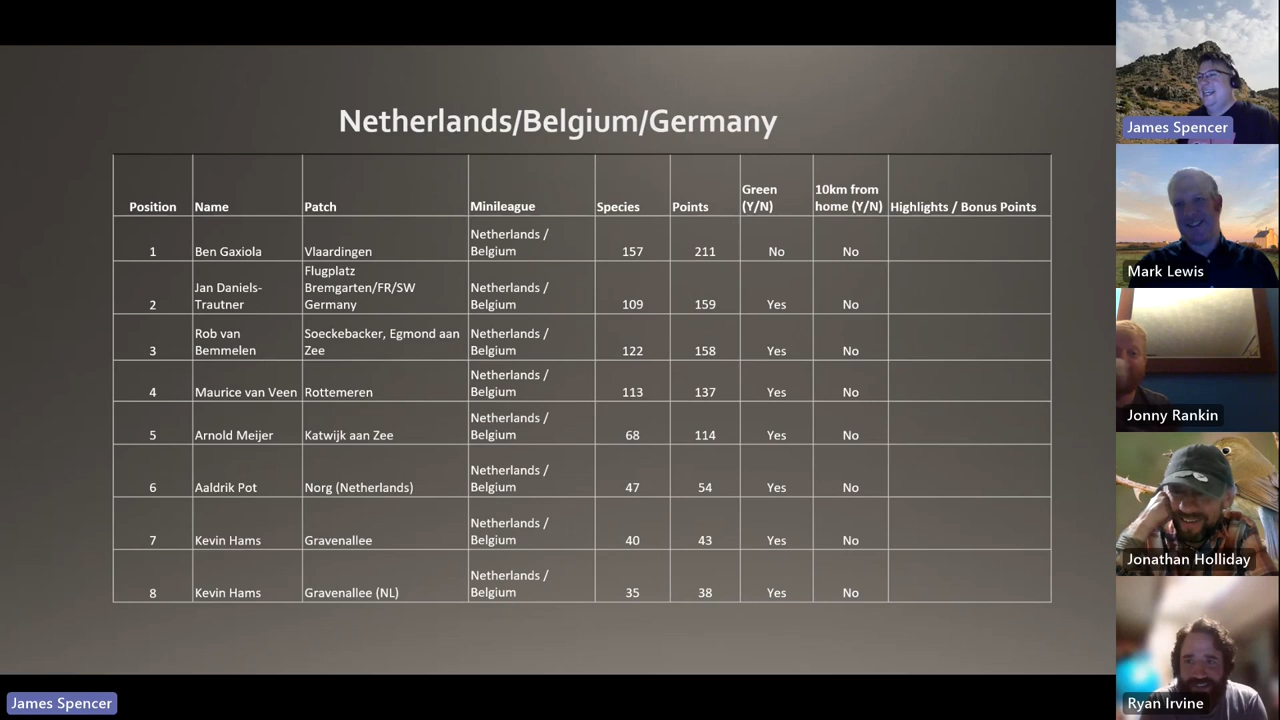 Netherlands/Belgium/Germany
Position Name Patch Minileague Species Points Green (Y/N) 10km from home (Y/N) Highlights / Bonus Points
1 Ben Gaxiola Vlaardingen Netherlands / Belgium 157 211 No No
2 Jan Daniels-Trautner Flugplatz Bremgarten/FR/SW Germany Netherlands / Belgium 109 159 Yes No
3 Rob van Bemmelen Soeckebacker, Egmond aan Zee Netherlands / Belgium 122 158 Yes No
4 Maurice van Veen Rottemeren Netherlands / Belgium 113 137 Yes No
5 Arnold Meijer Katwijk aan Zee Netherlands / Belgium 68 114 Yes No
6 Aaldrik Pot Norg (Netherlands) Netherlands / Belgium 47 54 Yes No
7 Kevin Hams Gravenallee Netherlands / Belgium 40 43 Yes No
8 Kevin Hams Gravenallee (NL) Netherlands / Belgium 35 38 Yes No
James Spencer
James Spencer
Mark Lewis
Jonny Rankin
Jonathan Holliday
Ryan Irvine